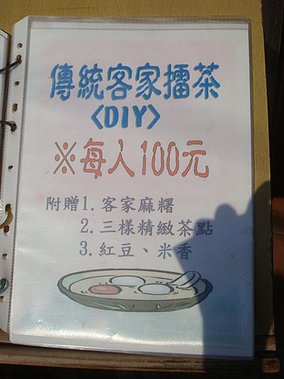 傳統客家擂茶
<DIY>
※每人100元
附贈1. 客家麻糬
2. 三樣精緻茶點
3. 紅豆、米香